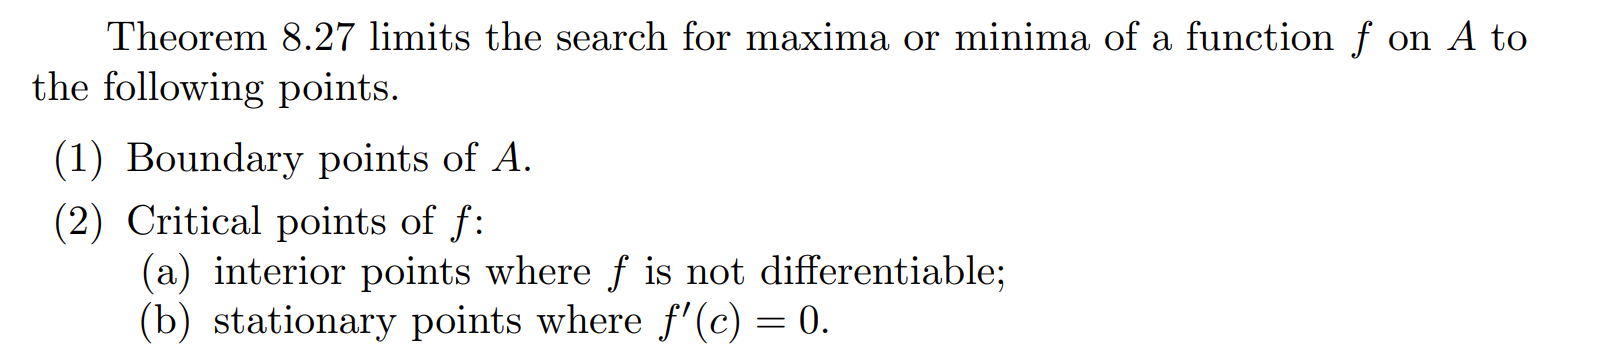 Theorem 8.27 limits the search for maxima or minima of a function f on A to
the following points.
(1) Boundary points of A.
(2) Critical points of f:
(a) interior points where f is not differentiable;
(b) stationary points where f′(c) = 0.